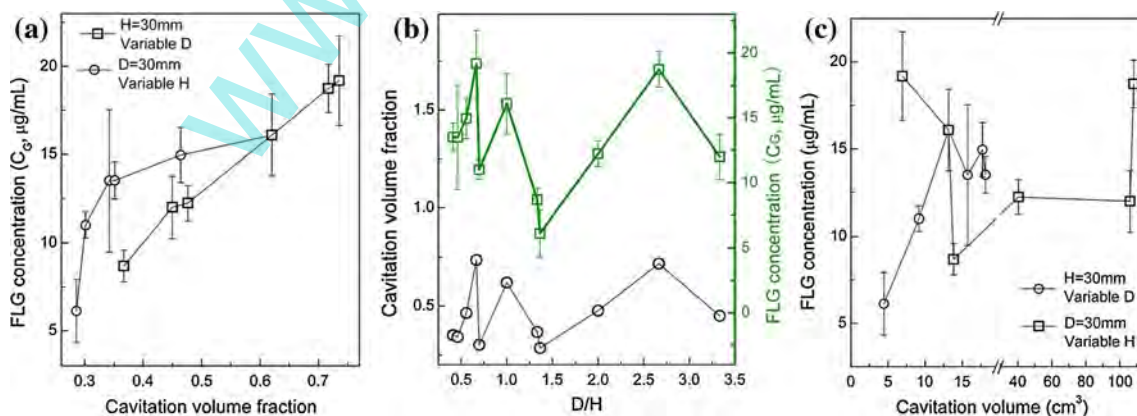 (a)
H=30mm
Variable D
D=30mm
Variable H
FLG concentration (C_G, μg/mL)
20
15
10
5
0.3 0.4 0.5 0.6 0.7
Cavitation volume fraction
(b)
Cavitation volume fraction
1.5
1.0
0.5
0.5 1.0 1.5 2.0 2.5 3.0 3.5
D/H
20
15
10
5
0
FLG concentration (C_G, μg/mL)
(c)
FLG concentration (μg/mL)
20
15
10
5
H=30mm
Variable D
D=30mm
Variable H
0 5 10 15 40 60 80 100
Cavitation volume (cm³)
www